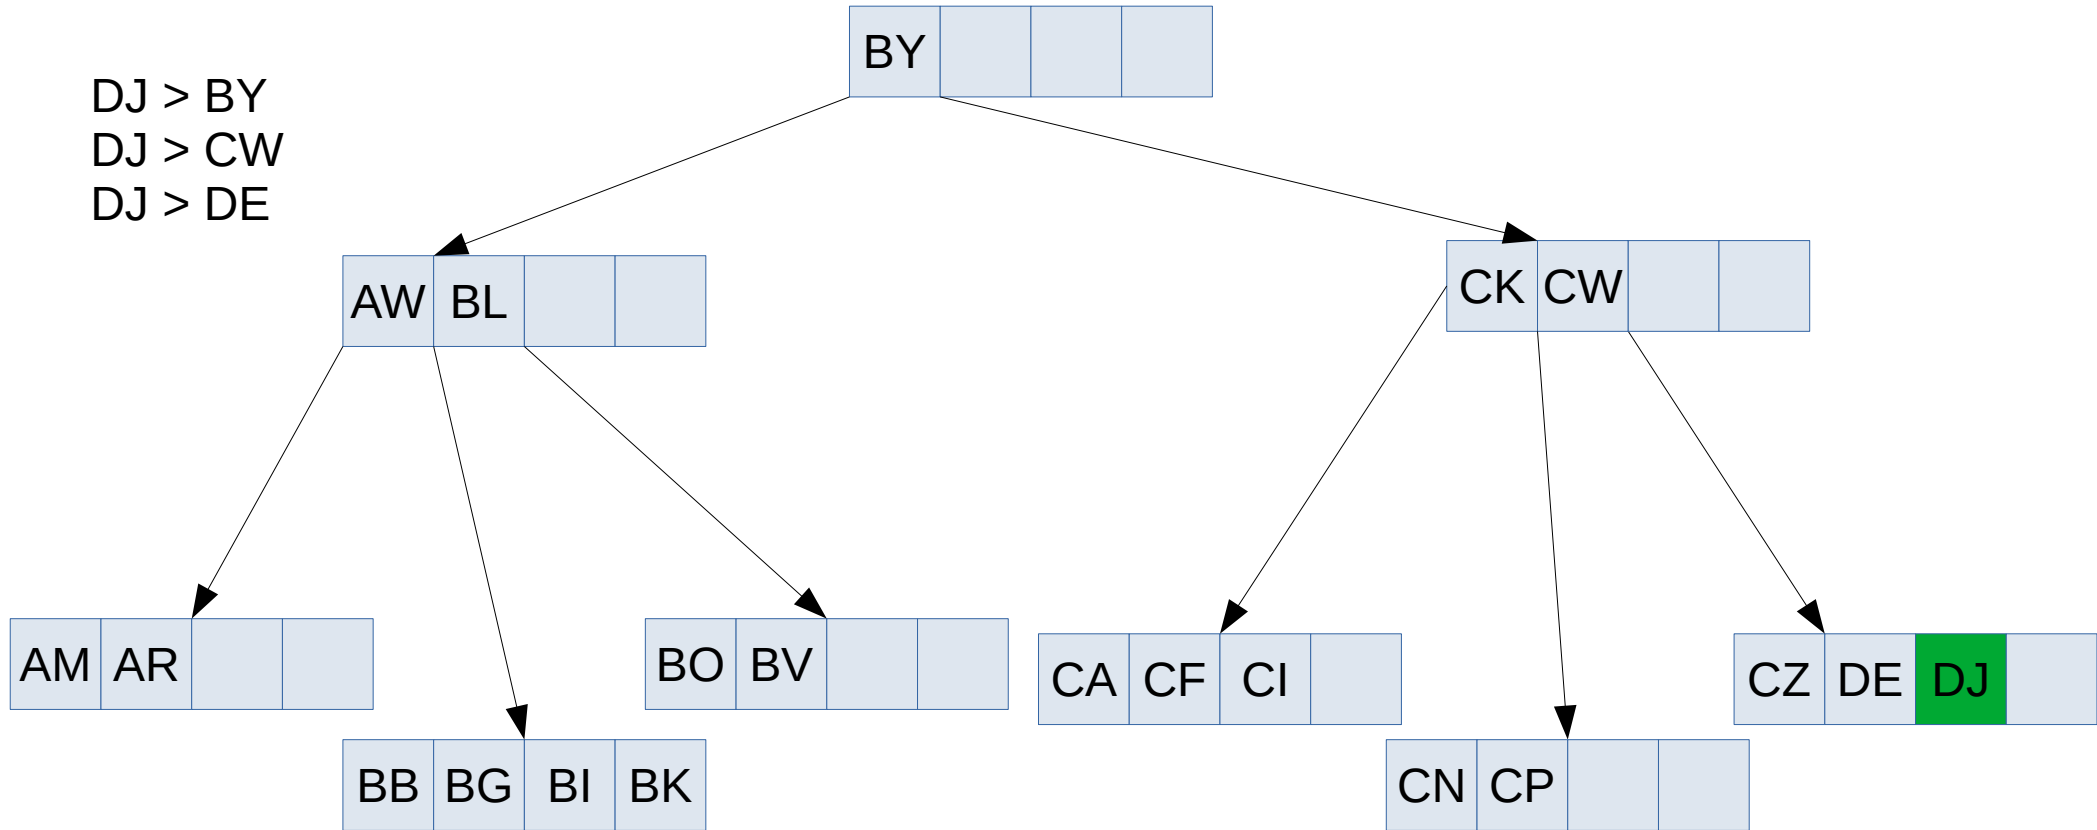 BY
DJ > BY
DJ > CW
DJ > DE
AW BL
CK CW
AM AR
BO BV
CA CF CI
CZ DE DJ
BB BG BI BK
CN CP